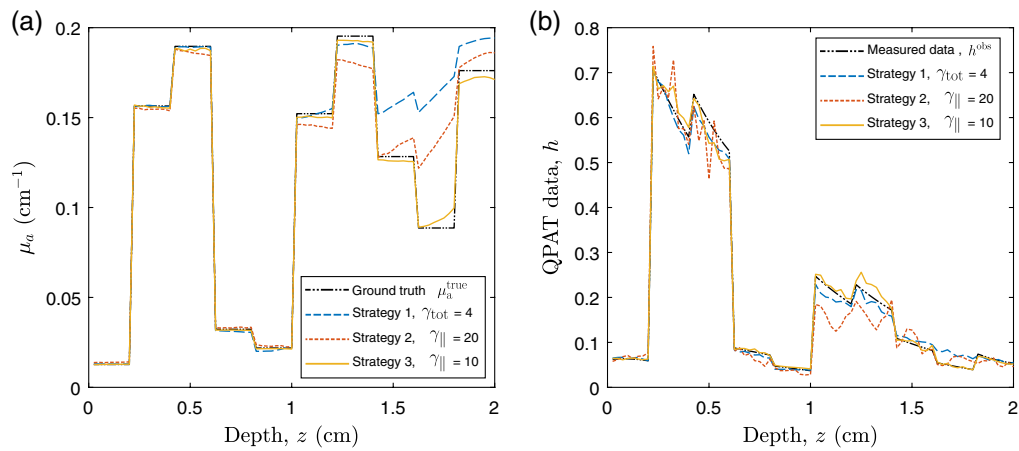 (a)
0.2
0.15
0.1
0.05
0
μₐ (cm⁻¹)
Ground truth μₐᵗʳᵘᵉ
Strategy 1, γₜₒₜ = 4
Strategy 2, γ∥ = 20
Strategy 3, γ∥ = 10
0 0.5 1 1.5 2
Depth, z (cm)
(b)
0.8
0.7
0.6
0.5
0.4
0.3
0.2
0.1
0
QPAT data, h
Measured data , hᵒᵇˢ
Strategy 1, γₜₒₜ = 4
Strategy 2, γ∥ = 20
Strategy 3, γ∥ = 10
0 0.5 1 1.5 2
Depth, z (cm)